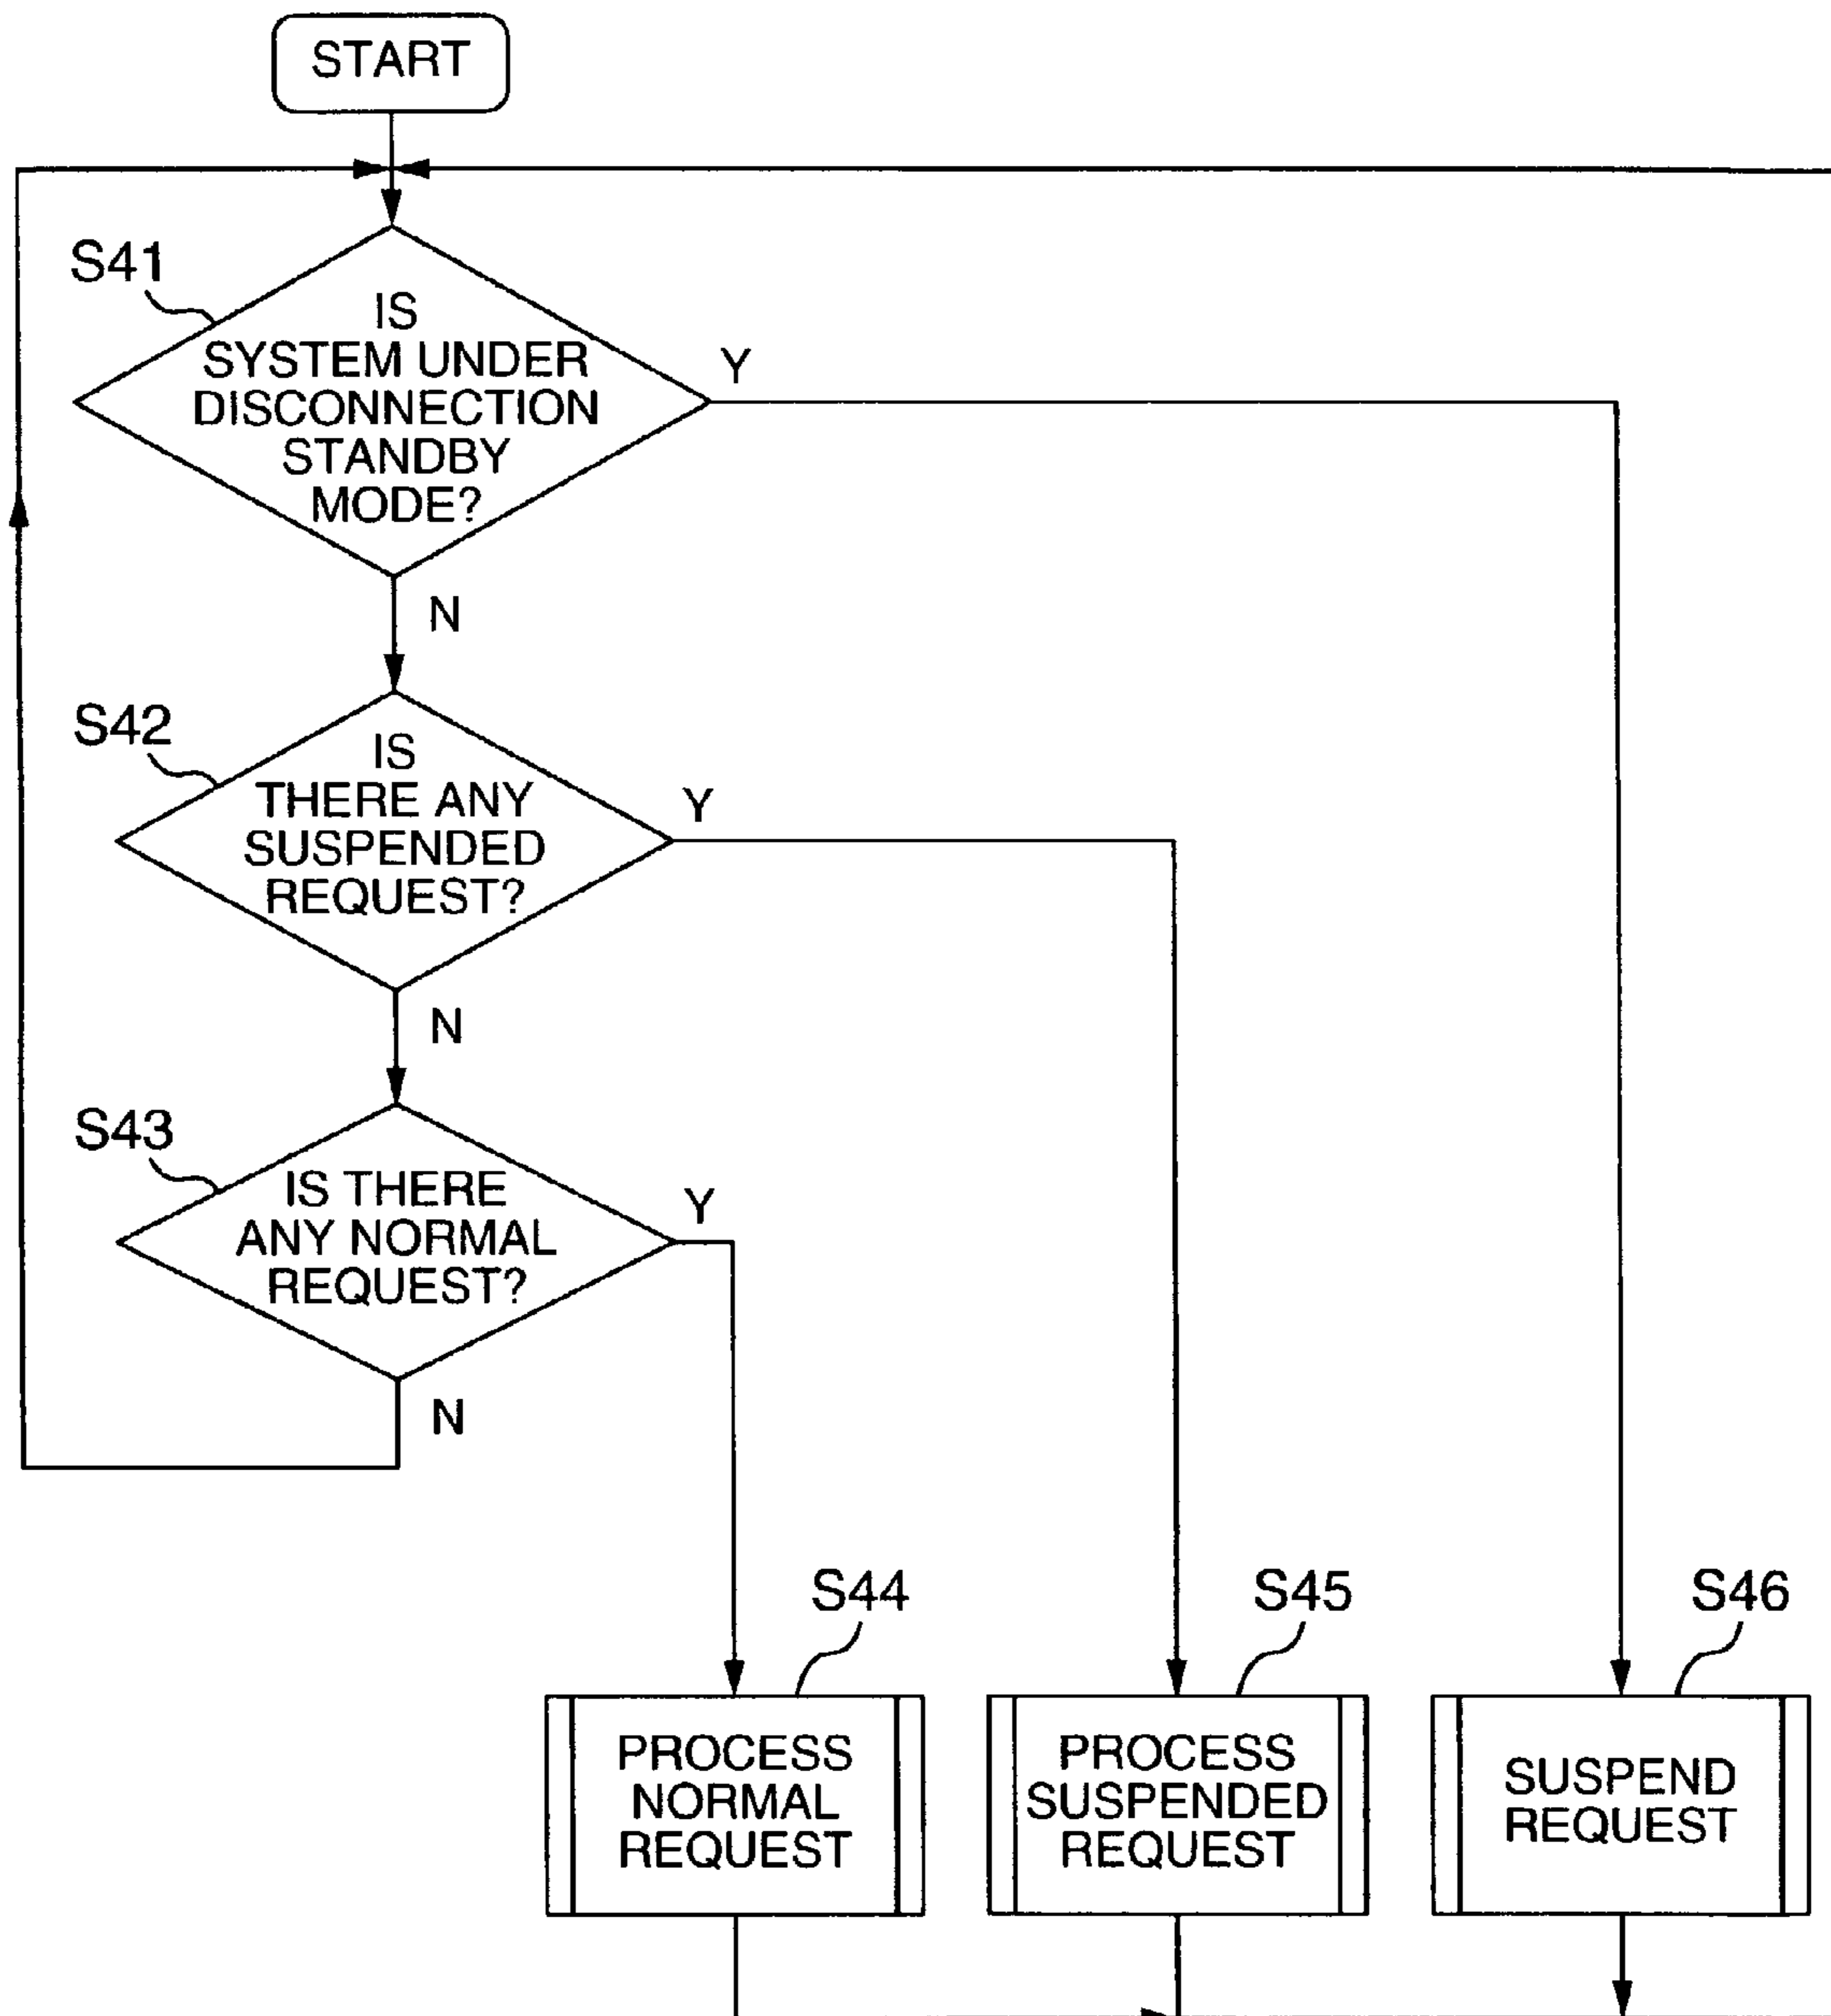 START
S41
IS
SYSTEM UNDER
DISCONNECTION
STANDBY
MODE?
Y
N
S42
IS
THERE ANY
SUSPENDED
REQUEST?
Y
N
S43
IS THERE
ANY NORMAL
REQUEST?
Y
N
S44
PROCESS
NORMAL
REQUEST
S45
PROCESS
SUSPENDED
REQUEST
S46
SUSPEND
REQUEST